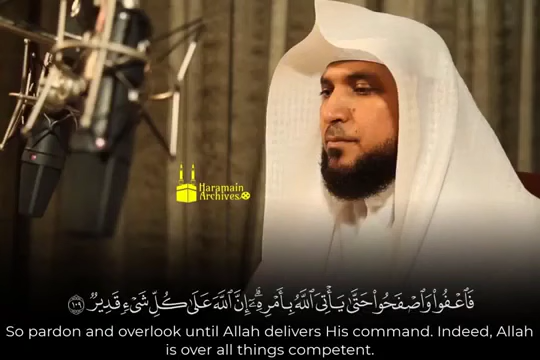 Haramain
Archives
فَٱعْفُوا۟ وَٱصْفَحُوا۟ حَتَّىٰ يَأْتِىَ ٱللَّهُ بِأَمْرِهِۦٓ ۗ إِنَّ ٱللَّهَ عَلَىٰ كُلِّ شَىْءٍ قَدِيرٌ ١٠٩
So pardon and overlook until Allah delivers His command. Indeed, Allah
is over all things competent.